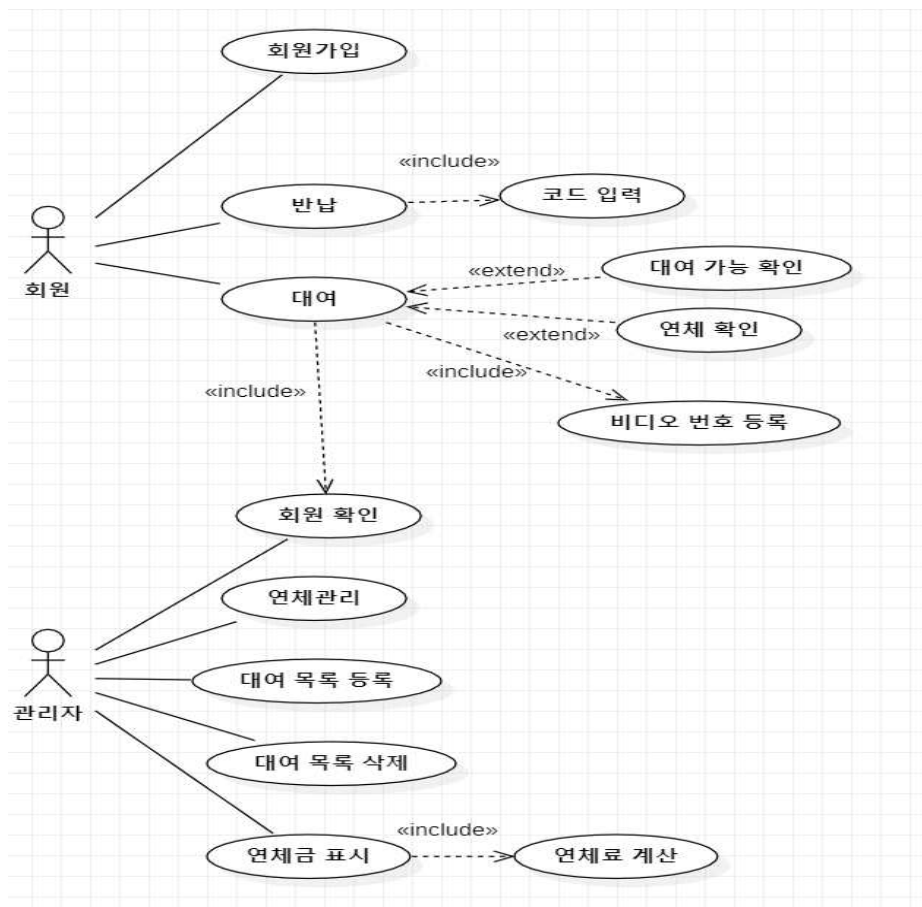 회원가입
«include»
반납
코드 입력
회원
대여
«extend»
대여 가능 확인
«extend»
연체 확인
«include»
«include»
비디오 번호 등록
회원 확인
연체관리
관리자
대여 목록 등록
대여 목록 삭제
연체금 표시
«include»
연체료 계산